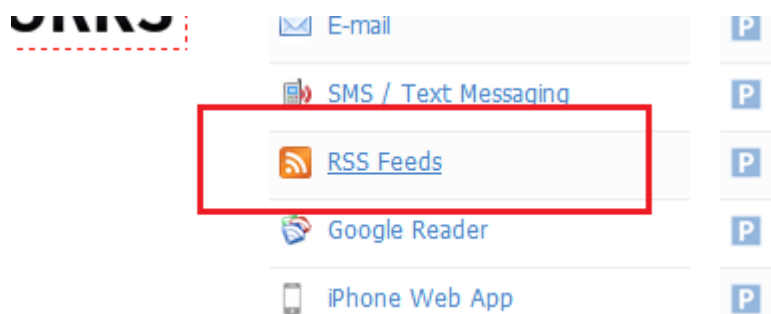 E-mail
P
SMS / Text Messaging
P
RSS Feeds
P
Google Reader
P
iPhone Web App
P